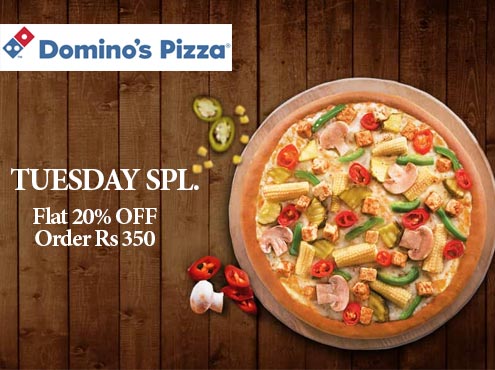 Domino's Pizza®
TUESDAY SPL.
Flat 20% OFF
Order Rs 350